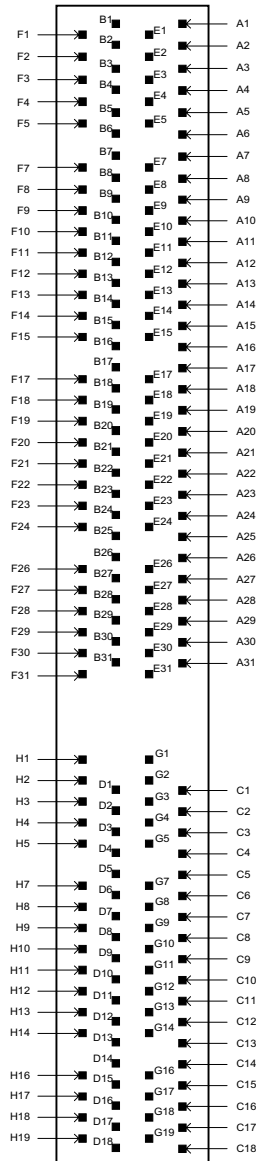 B1 A1
F1 E1
B2 A2
F2 E2
B3 A3
F3 E3
B4 A4
F4 E4
B5 A5
F5 E5
B6 A6
B7 A7
F7 E7
B8 A8
F8 E8
B9 A9
F9 E9
B10 A10
F10 E10
B11 A11
F11 E11
B12 A12
F12 E12
B13 A13
F13 E13
B14 A14
F14 E14
B15 A15
F15 E15
B16 A16
B17 A17
F17 E17
B18 A18
F18 E18
B19 A19
F19 E19
B20 A20
F20 E20
B21 A21
F21 E21
B22 A22
F22 E22
B23 A23
F23 E23
B24 A24
F24 E24
B25 A25
B26 A26
F26 E26
B27 A27
F27 E27
B28 A28
F28 E28
B29 A29
F29 E29
B30 A30
F30 E30
B31 A31
F31 E31
H1 G1
H2 G2
D1 C1
H3 G3
D2 C2
H4 G4
D3 C3
H5 G5
D4 C4
D5 C5
H7 G7
D6 C6
H8 G8
D7 C7
H9 G9
D8 C8
H10 G10
D9 C9
H11 G11
D10 C10
H12 G12
D11 C11
H13 G13
D12 C12
H14 G14
D13 C13
D14 C14
H16 G16
D15 C15
H17 G17
D16 C16
H18 G18
D17 C17
H19 G19
D18 C18